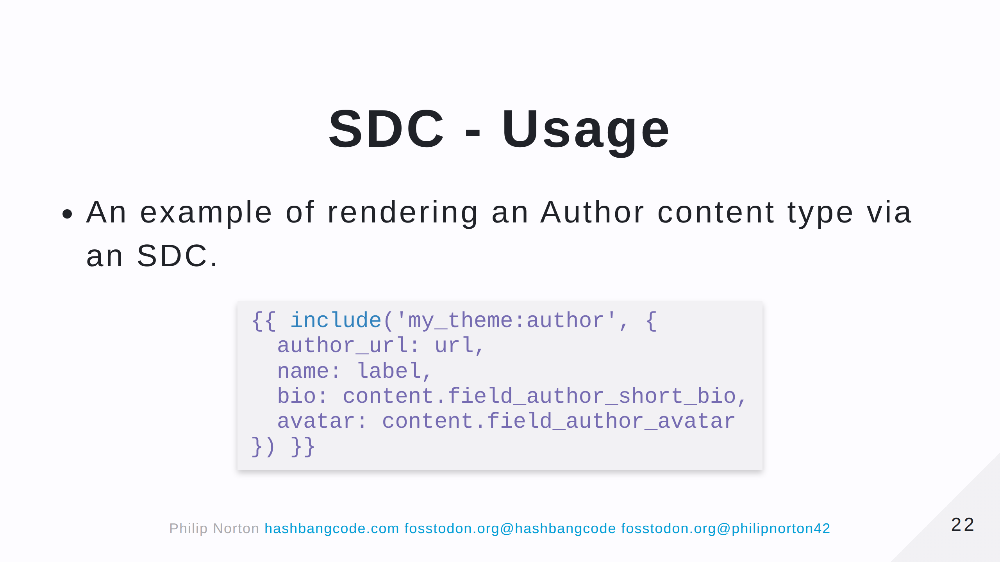 SDC - Usage
• An example of rendering an Author content type via
an SDC.
{{ include('my_theme:author', {
  author_url: url,
  name: label,
  bio: content.field_author_short_bio,
  avatar: content.field_author_avatar
}) }}
Philip Norton hashbangcode.com fosstodon.org@hashbangcode fosstodon.org@philipnorton42
22